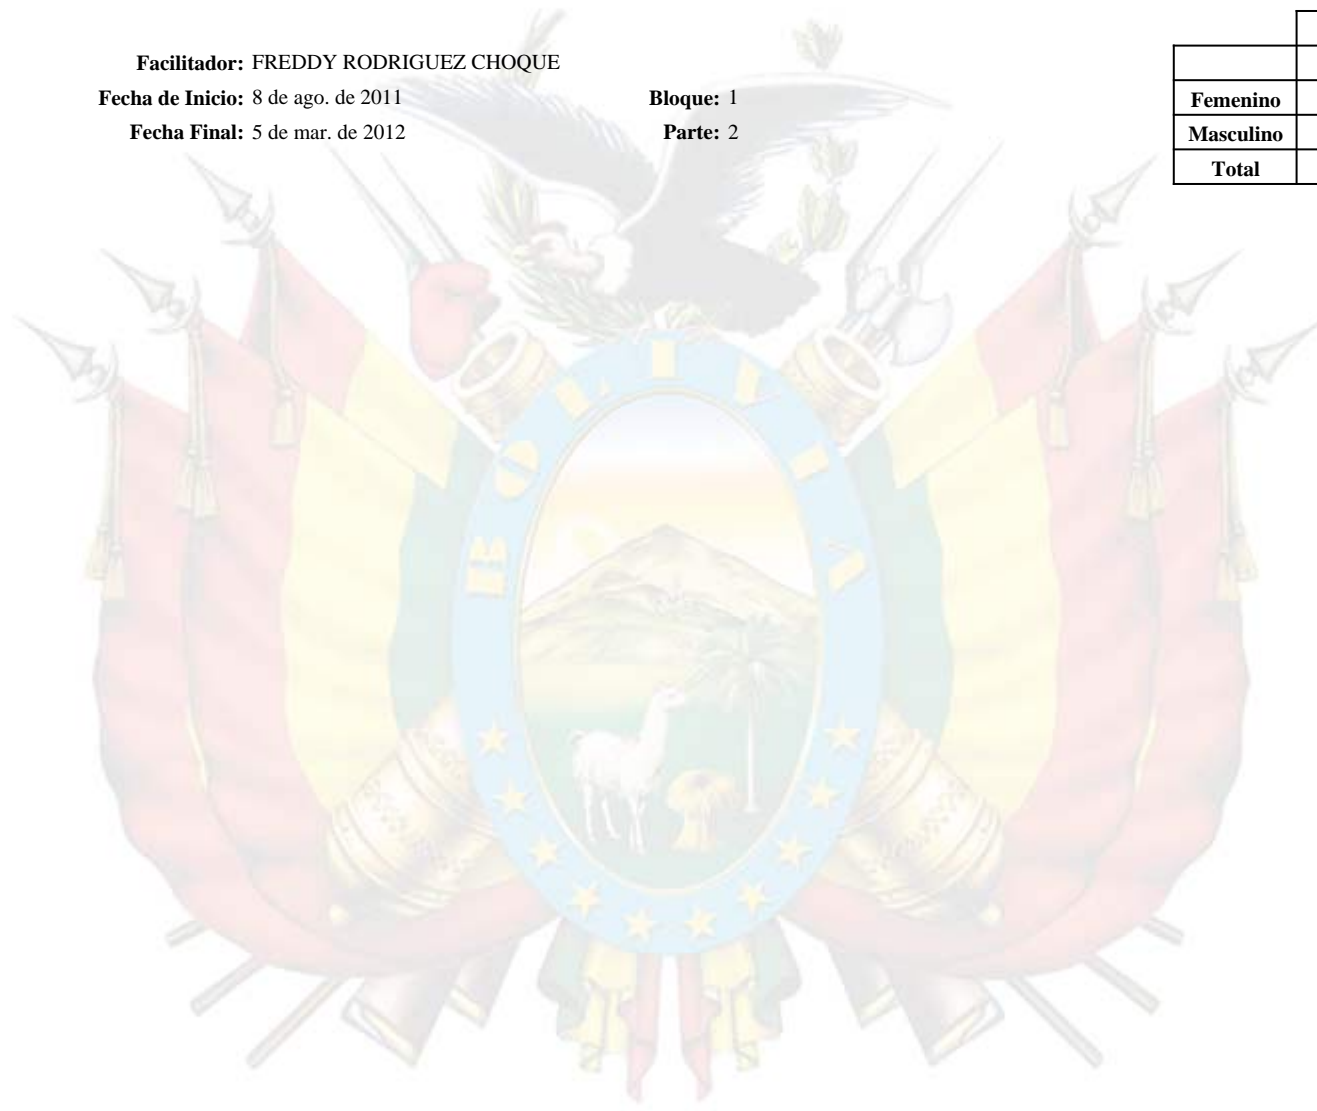 Facilitador: FREDDY RODRIGUEZ CHOQUE
Fecha de Inicio: 8 de ago. de 2011 Bloque: 1
Fecha Final: 5 de mar. de 2012 Parte: 2
Femenino
Masculino
Total
BOLIVIA